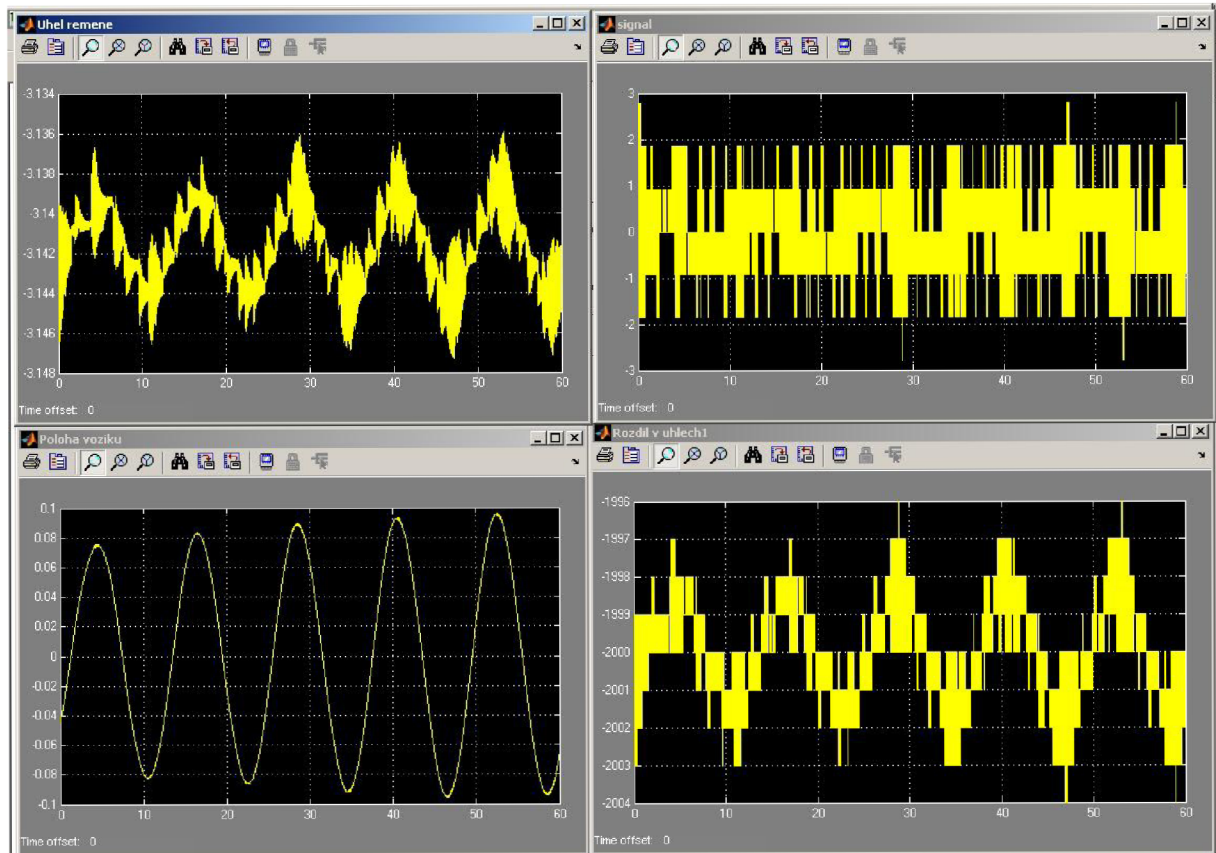 Uhel remene
-3.134
-3.136
-3.138
-3.14
-3.142
-3.144
-3.146
-3.148
0 10 20 30 40 50 60
Time offset: 0
signal
3
2
1
0
-1
-2
-3
0 10 20 30 40 50 60
Time offset: 0
Poloha voziku
0.1
0.08
0.06
0.04
0.02
0
-0.02
-0.04
-0.06
-0.08
-0.1
0 10 20 30 40 50 60
Time offset: 0
Rozdil v uhlech1
-1996
-1997
-1998
-1999
-2000
-2001
-2002
-2003
-2004
0 10 20 30 40 50 60
Time offset: 0